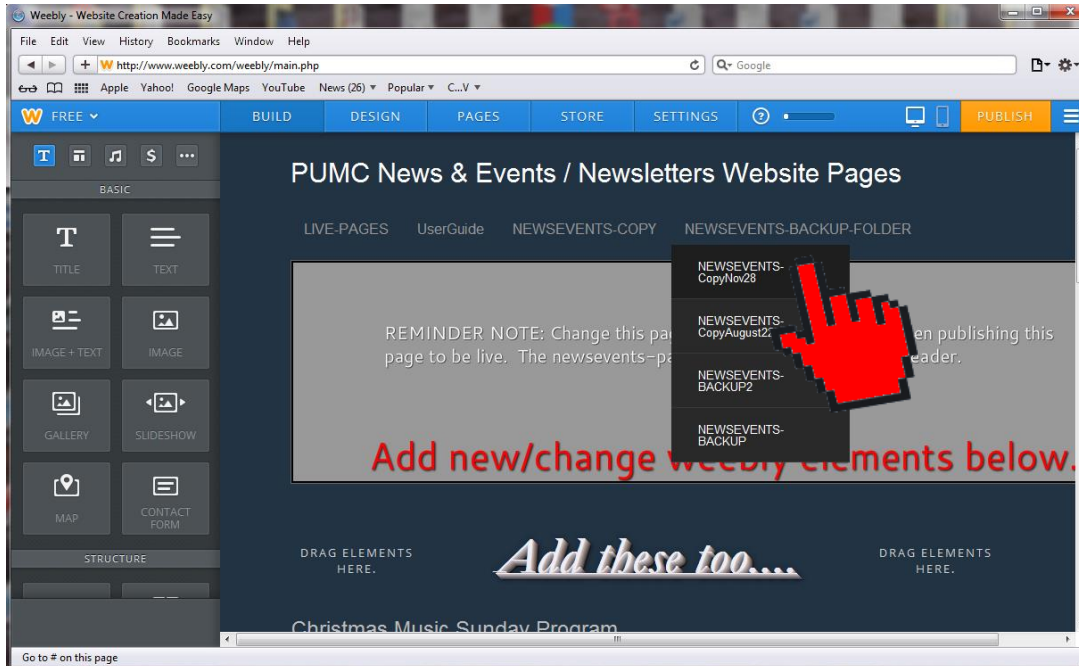 Weebly - Website Creation Made Easy
File Edit View History Bookmarks Window Help
http://www.weebly.com/weebly/main.php
Google
Apple Yahoo! Google Maps YouTube News (26) Popular C...V
FREE BUILD DESIGN PAGES STORE SETTINGS ? PUBLISH
BASIC
TITLE TEXT
IMAGE + TEXT IMAGE
GALLERY SLIDESHOW
MAP CONTACT FORM
STRUCTURE
PUMC News & Events / Newsletters Website Pages
LIVE-PAGES UserGuide NEWSEVENTS-COPY NEWSEVENTS-BACKUP-FOLDER
NEWSEVENTS-
CopyNov28
NEWSEVENTS-
CopyAugust22
NEWSEVENTS-
BACKUP2
NEWSEVENTS-
BACKUP
REMINDER NOTE: Change this publishing this
page to be live. The newsevents-
Add new/change weebly elements below.
DRAG ELEMENTS
HERE.
Add these too....
DRAG ELEMENTS
HERE.
Christmas Music Sunday Program
Go to # on this page